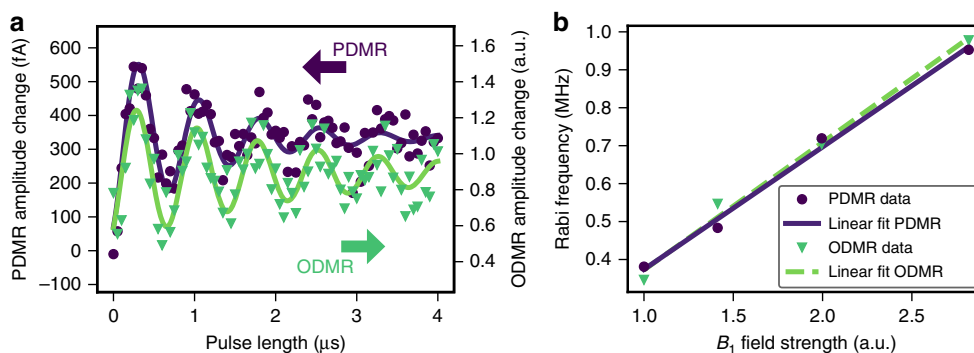 a
PDMR amplitude change (fA)
600
500
400
300
200
100
0
−100
PDMR
ODMR
1.6
1.4
1.2
1.0
0.8
0.6
0.4
ODMR amplitude change (a.u.)
0 1 2 3 4
Pulse length (μs)
b
Rabi frequency (MHz)
1.0
0.9
0.8
0.7
0.6
0.5
0.4
PDMR data
Linear fit PDMR
ODMR data
Linear fit ODMR
1.0 1.5 2.0 2.5
B₁ field strength (a.u.)